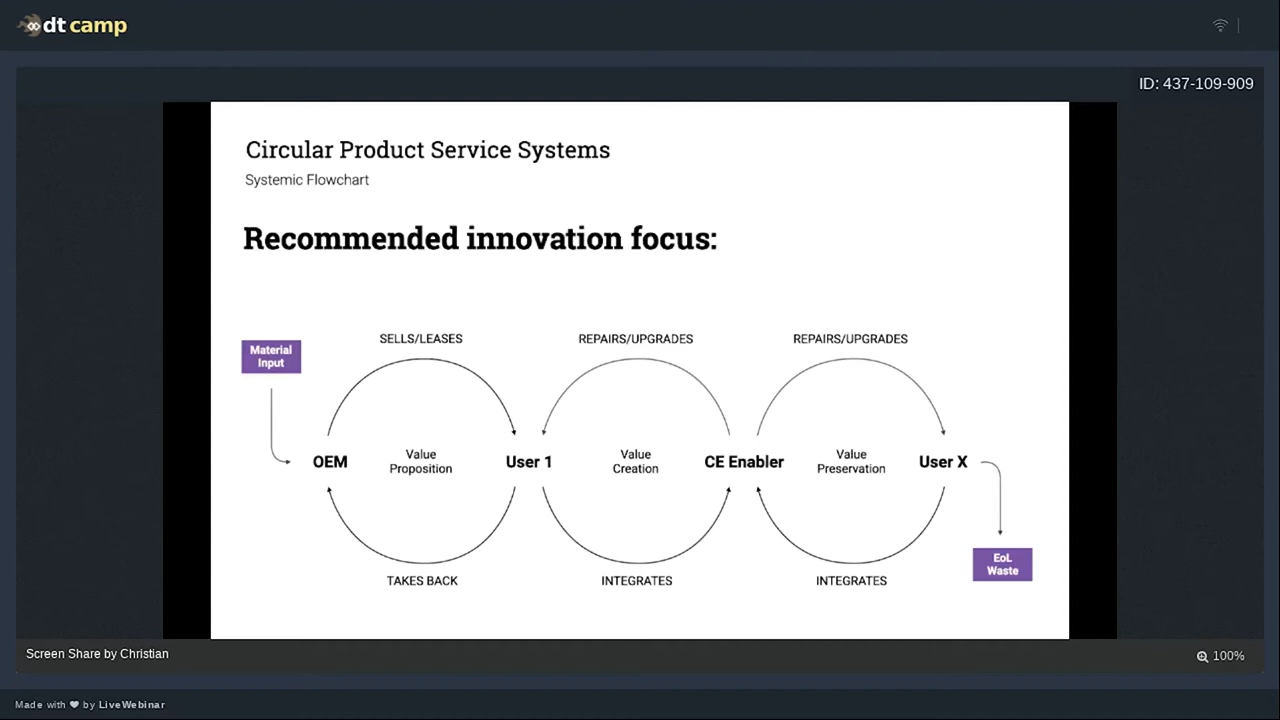 dtcamp
ID: 437-109-909
Circular Product Service Systems
Systemic Flowchart
Recommended innovation focus:
SELLS/LEASES
REPAIRS/UPGRADES
REPAIRS/UPGRADES
Material
Input
OEM
Value
Proposition
User 1
Value
Creation
CE Enabler
Value
Preservation
User X
EoL
Waste
TAKES BACK
INTEGRATES
INTEGRATES
Screen Share by Christian
100%
Made with ❤ by LiveWebinar